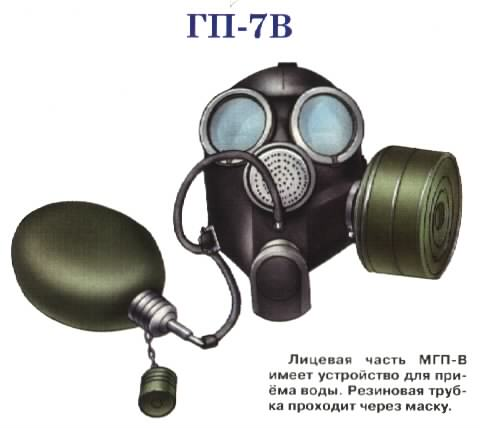 ГП-7В
Лицевая часть МГП-В
имеет устройство для при-
ёма воды. Резиновая труб-
ка проходит через маску.